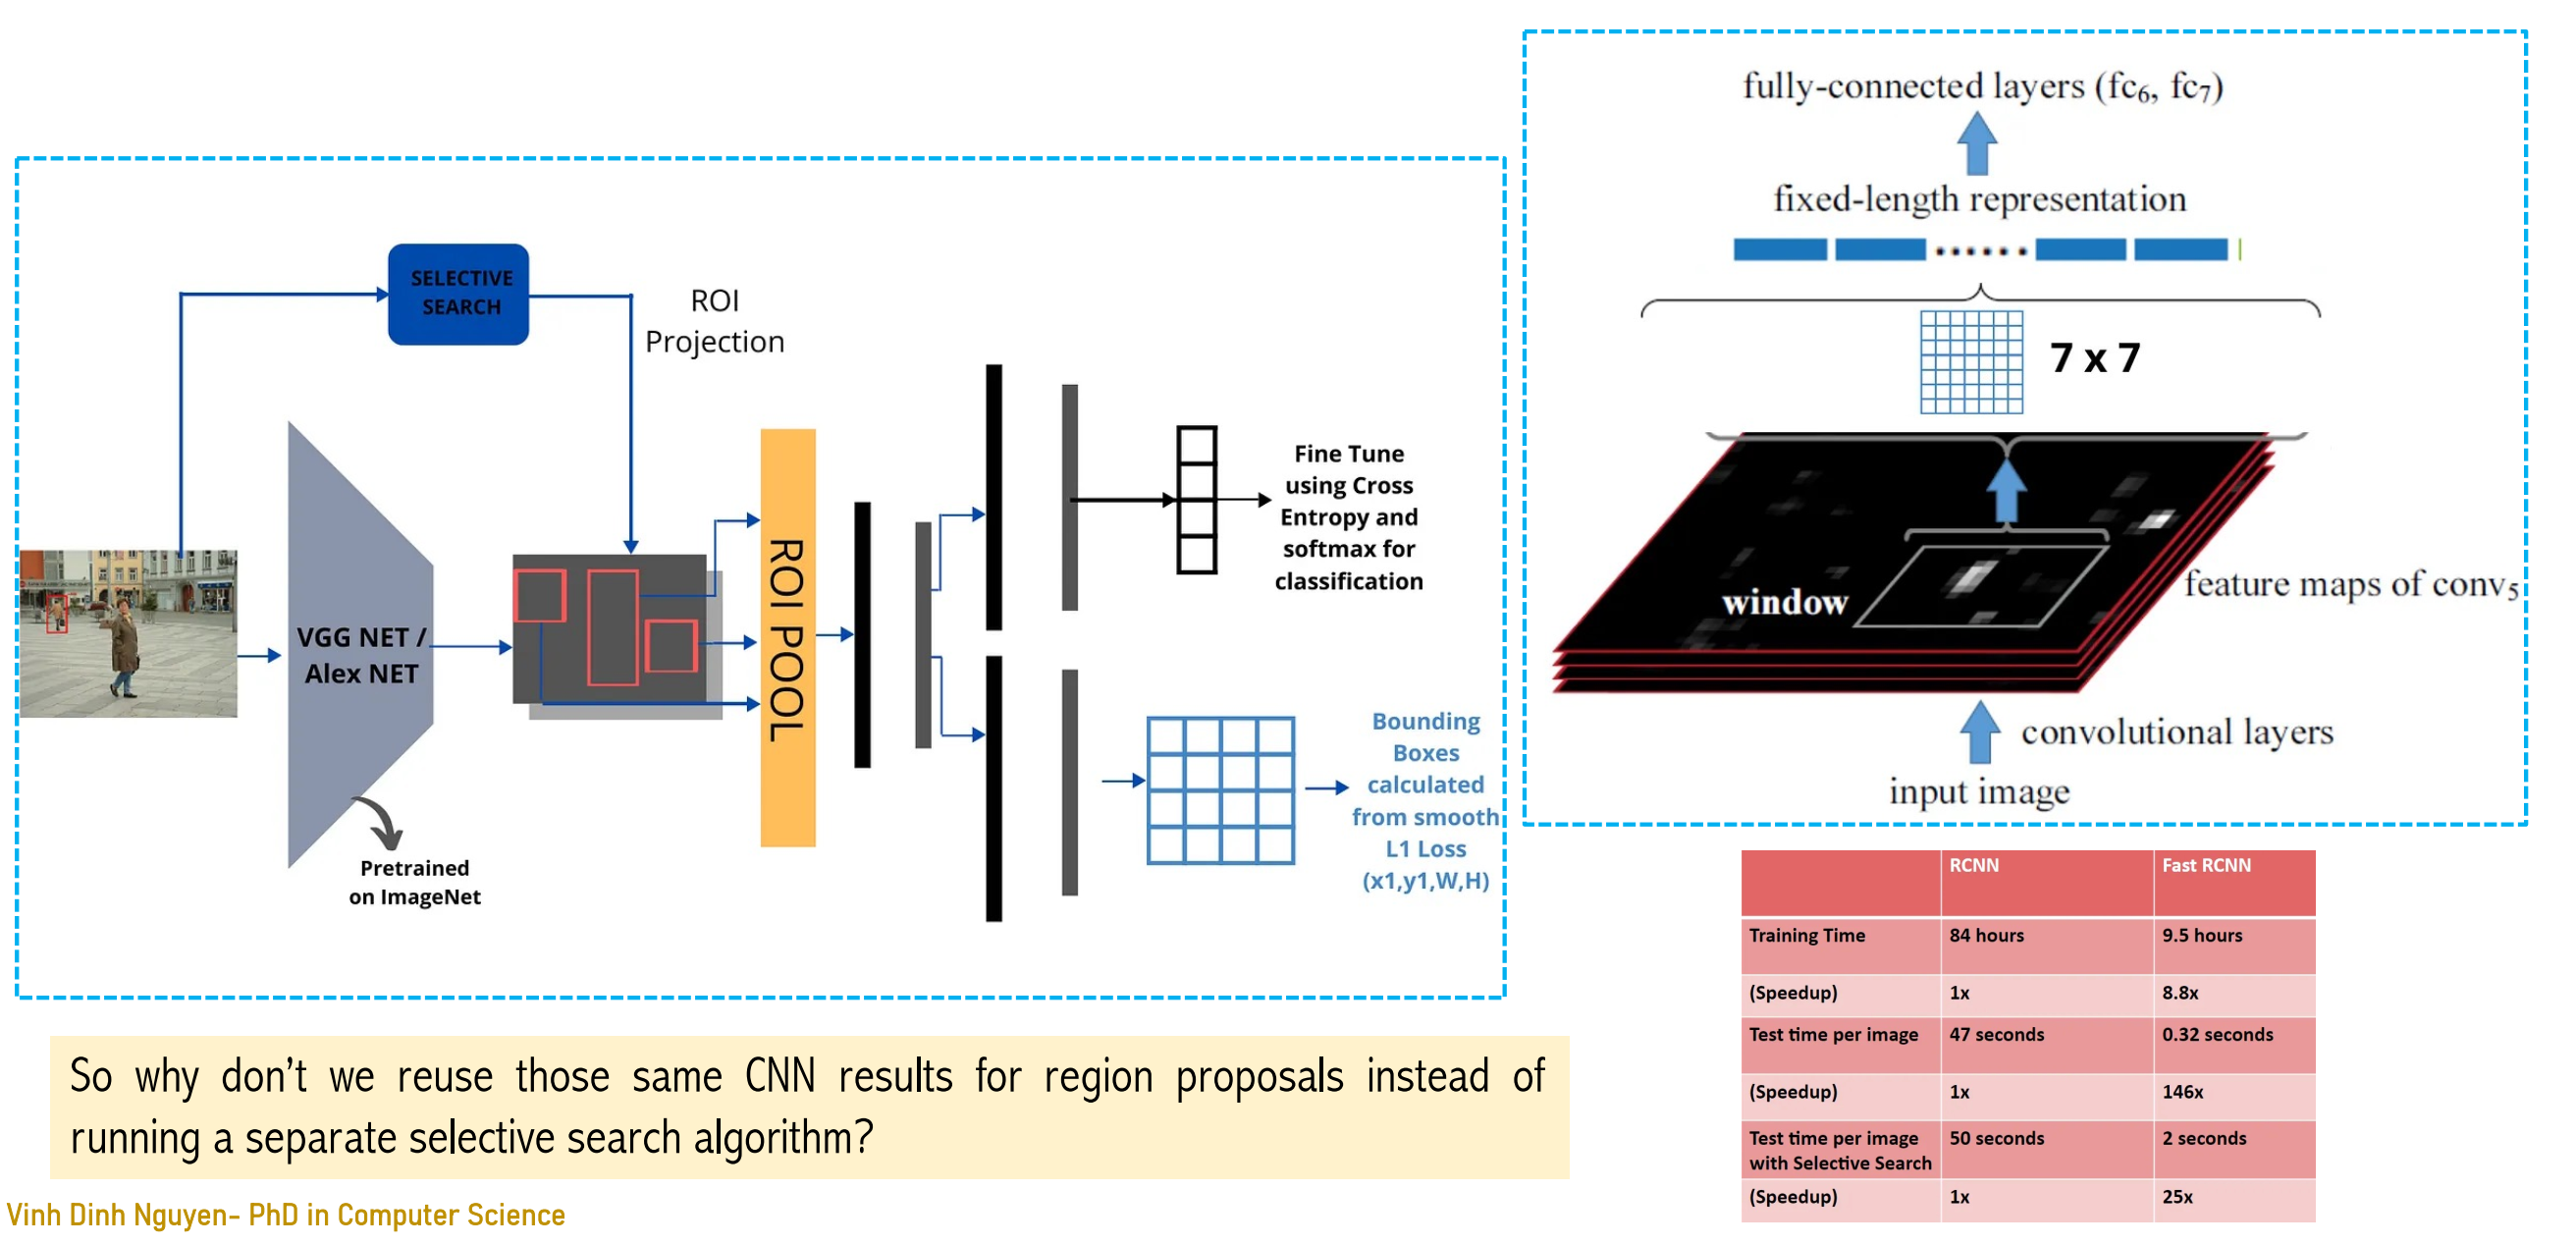 SELECTIVE
SEARCH
ROI
Projection
VGG NET /
Alex NET
Pretrained
on ImageNet
ROI POOL
Fine Tune
using Cross
Entropy and
softmax for
classification
Bounding
Boxes
calculated
from smooth
L1 Loss
(x1,y1,W,H)
fully-connected layers (fc₆, fc₇)
fixed-length representation
7 x 7
window
feature maps of conv₅
convolutional layers
input image
RCNN Fast RCNN
Training Time 84 hours 9.5 hours
(Speedup) 1x 8.8x
Test time per image 47 seconds 0.32 seconds
(Speedup) 1x 146x
Test time per image 50 seconds 2 seconds
with Selective Search
(Speedup) 1x 25x
So why don't we reuse those same CNN results for region proposals instead of
running a separate selective search algorithm?
Vinh Dinh Nguyen- PhD in Computer Science